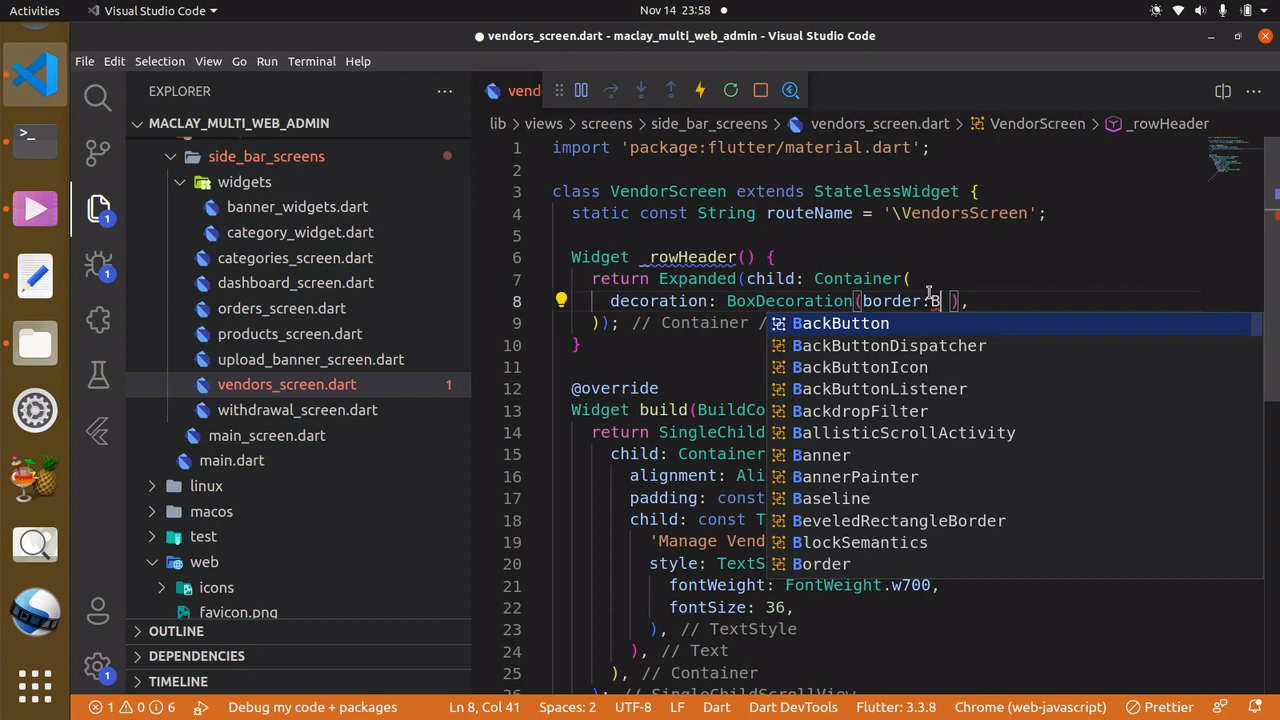 Activities
Visual Studio Code
Nov 14 23:58
vendors_screen.dart - maclay_multi_web_admin - Visual Studio Code
File Edit Selection View Go Run Terminal Help
EXPLORER
vend
MACLAY_MULTI_WEB_ADMIN
lib > views > screens > side_bar_screens > vendors_screen.dart > VendorScreen > _rowHeader
side_bar_screens
widgets
banner_widgets.dart
category_widget.dart
categories_screen.dart
dashboard_screen.dart
orders_screen.dart
products_screen.dart
upload_banner_screen.dart
vendors_screen.dart 1
withdrawal_screen.dart
main_screen.dart
main.dart
linux
macos
test
web
icons
favicon.png
OUTLINE
DEPENDENCIES
TIMELINE
1
1
1
1 import 'package:flutter/material.dart';
2
3 class VendorScreen extends StatelessWidget {
4 static const String routeName = '\VendorsScreen';
5
6 Widget _rowHeader() {
7 return Expanded(child: Container(
8 decoration: BoxDecoration(border:B ),
9 )); // Container /
10 }
11
12 @override
13 Widget build(BuildCo
14 return SingleChild
15 child: Container
16 alignment: Ali
17 padding: const
18 child: const T
19 'Manage Vend
20 style: TextS
21 fontWeight: FontWeight.w700,
22 fontSize: 36,
23 ), // TextStyle
24 ), // Text
25 ), // Container
26 ); // SingleChildScrollView
BackButton
BackButtonDispatcher
BackButtonIcon
BackButtonListener
BackdropFilter
BallisticScrollActivity
Banner
BannerPainter
Baseline
BeveledRectangleBorder
BlockSemantics
Border
1 0 6 Debug my code + packages Ln 8, Col 41 Spaces: 2 UTF-8 LF Dart Dart DevTools Flutter: 3.3.8 Chrome (web-javascript) Prettier